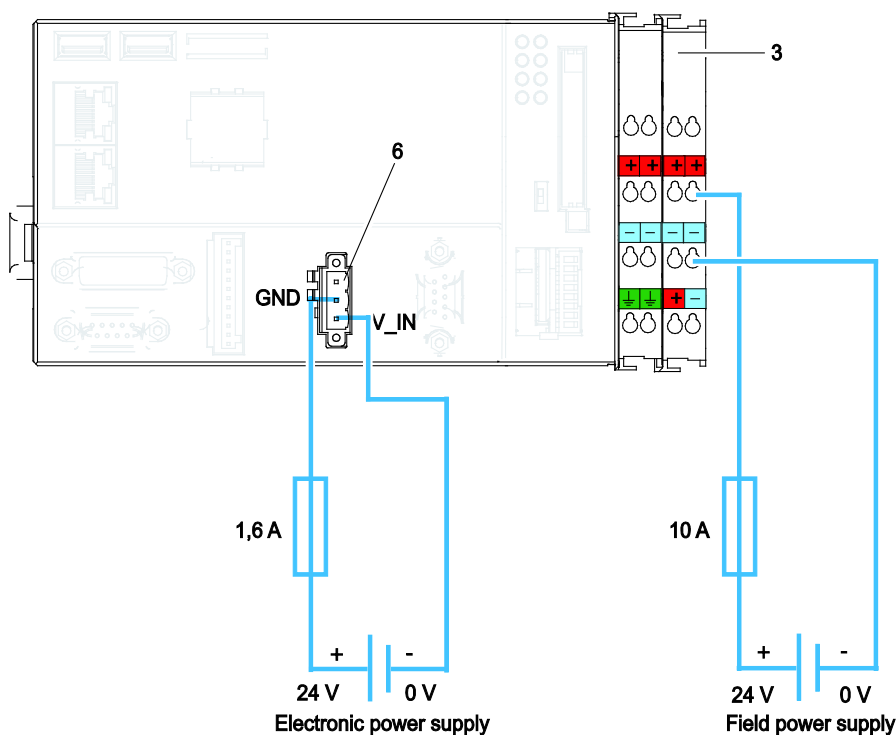 3
6
+ + + +
− − − −
+ −
GND
V_IN
1,6 A
10 A
+ -
+ -
24 V 0 V
24 V 0 V
Electronic power supply
Field power supply